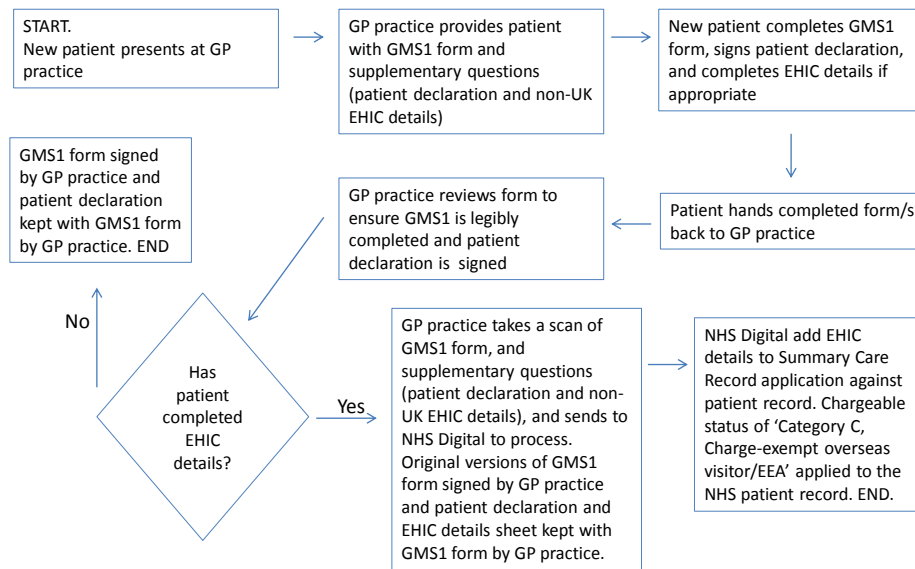 START.
New patient presents at GP
practice
GP practice provides patient
with GMS1 form and
supplementary questions
(patient declaration and non-UK
EHIC details)
New patient completes GMS1
form, signs patient declaration,
and completes EHIC details if
appropriate
Patient hands completed form/s
back to GP practice
GP practice reviews form to
ensure GMS1 is legibly
completed and patient
declaration is signed
Has
patient
completed
EHIC
details?
No
GMS1 form signed
by GP practice and
patient declaration
kept with GMS1 form
by GP practice. END
Yes
GP practice takes a scan of
GMS1 form, and
supplementary questions
(patient declaration and non-
UK EHIC details), and sends to
NHS Digital to process.
Original versions of GMS1
form signed by GP practice
and patient declaration and
EHIC details sheet kept with
GMS1 form by GP practice.
NHS Digital add EHIC
details to Summary Care
Record application against
patient record. Chargeable
status of ‘Category C,
Charge-exempt overseas
visitor/EEA’ applied to the
NHS patient record. END.